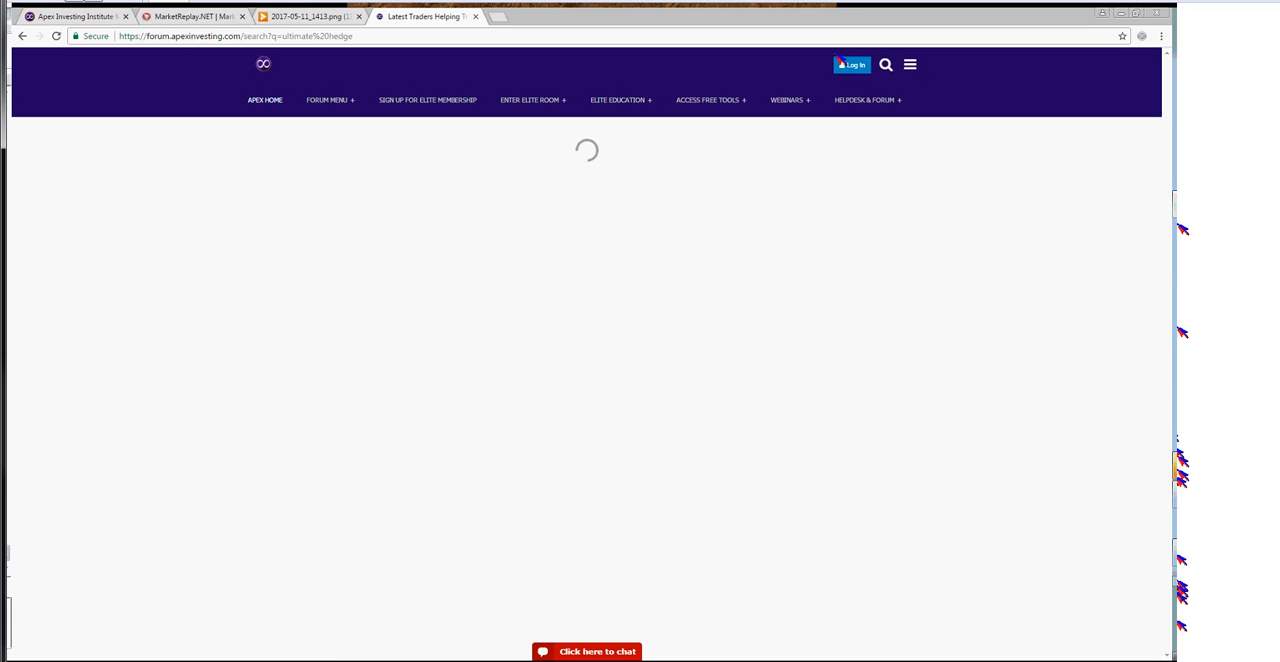 Apex Investing Institute
MarketReplay.NET | Mark
2017-05-11_1413.png (1
Latest Traders Helping T
Secure
https://forum.apexinvesting.com/search?q=ultimate%20hedge
Log In
APEX HOME
FORUM MENU +
SIGN UP FOR ELITE MEMBERSHIP
ENTER ELITE ROOM +
ELITE EDUCATION +
ACCESS FREE TOOLS +
WEBINARS +
HELPDESK & FORUM +
Click here to chat